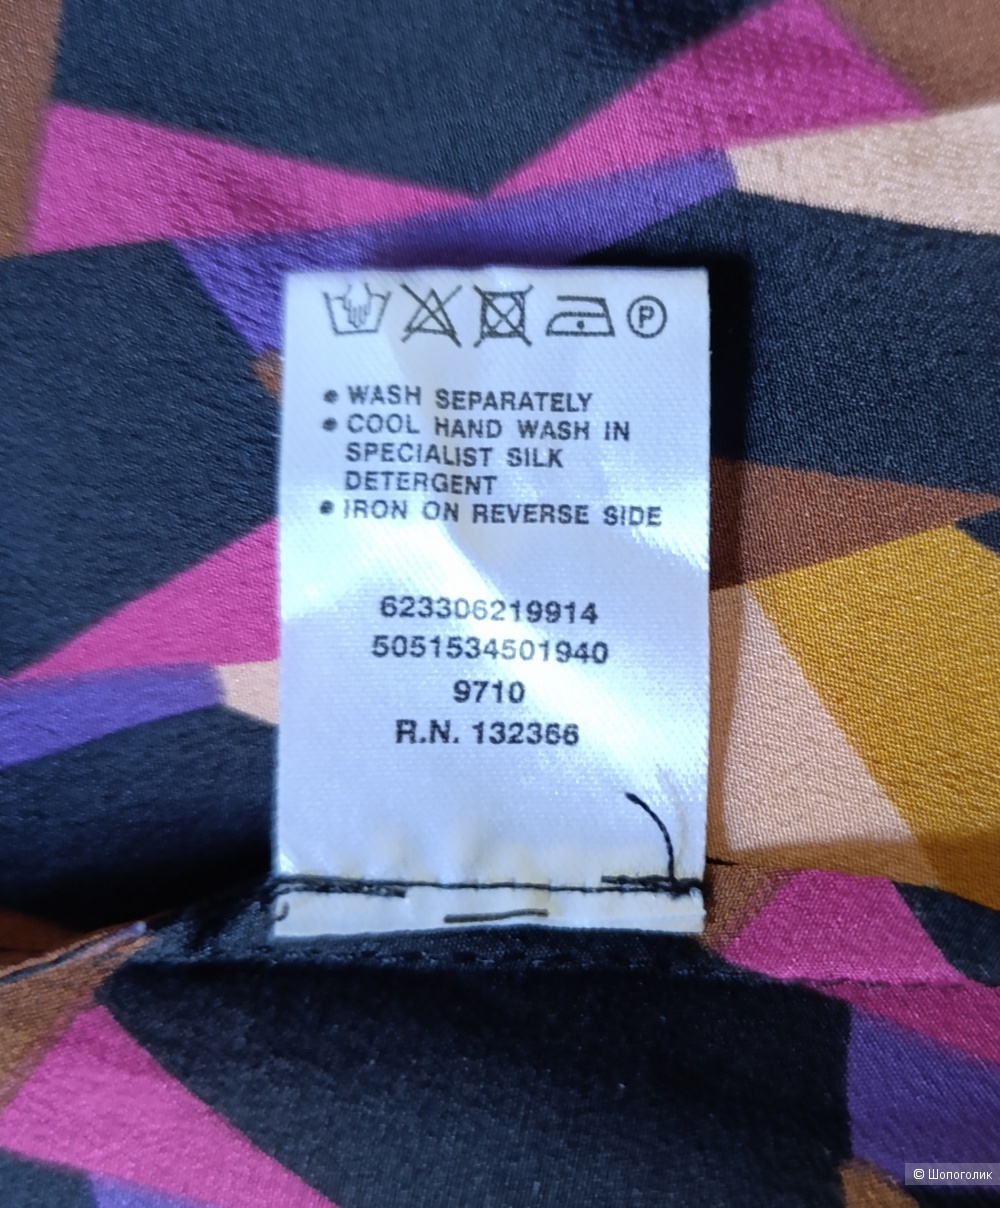 P
• WASH SEPARATELY
• COOL HAND WASH IN
SPECIALIST SILK
DETERGENT
• IRON ON REVERSE SIDE
623306219914
5051534501940
9710
R.N. 132366
© Шопоголик